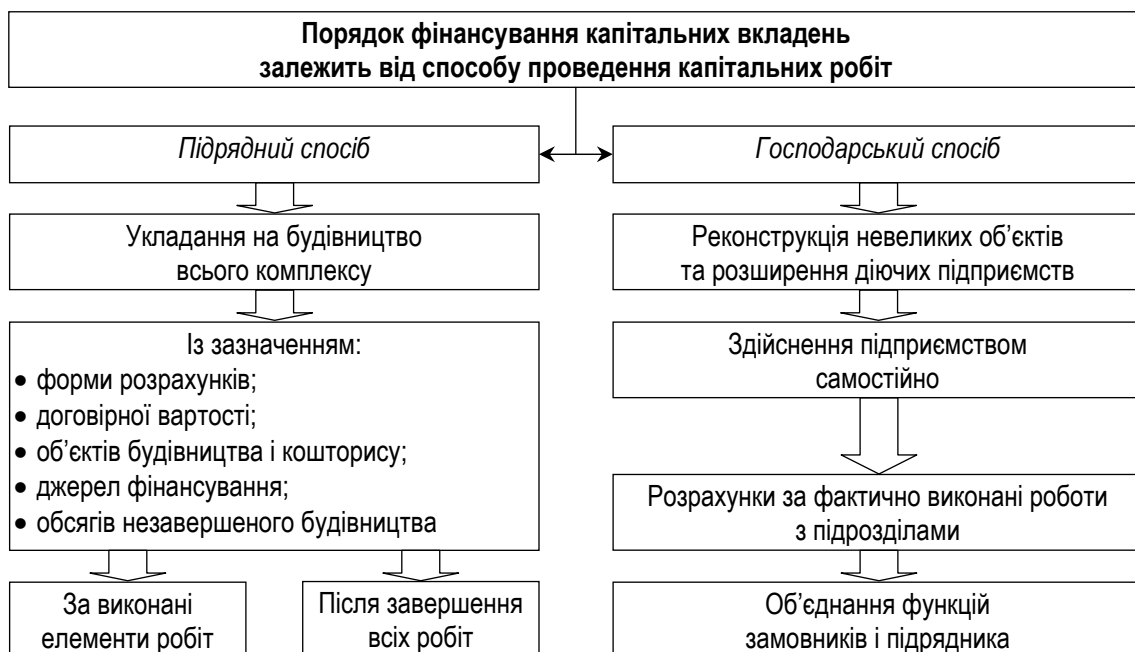 Порядок фінансування капітальних вкладень
залежить від способу проведення капітальних робіт
Підрядний спосіб
Господарський спосіб
Укладання на будівництво
всього комплексу
Реконструкція невеликих об’єктів
та розширення діючих підприємств
Із зазначенням:
• форми розрахунків;
• договірної вартості;
• об’єктів будівництва і кошторису;
• джерел фінансування;
• обсягів незавершеного будівництва
Здійснення підприємством
самостійно
Розрахунки за фактично виконані роботи
з підрозділами
За виконані
елементи робіт
Після завершення
всіх робіт
Об’єднання функцій
замовників і підрядника